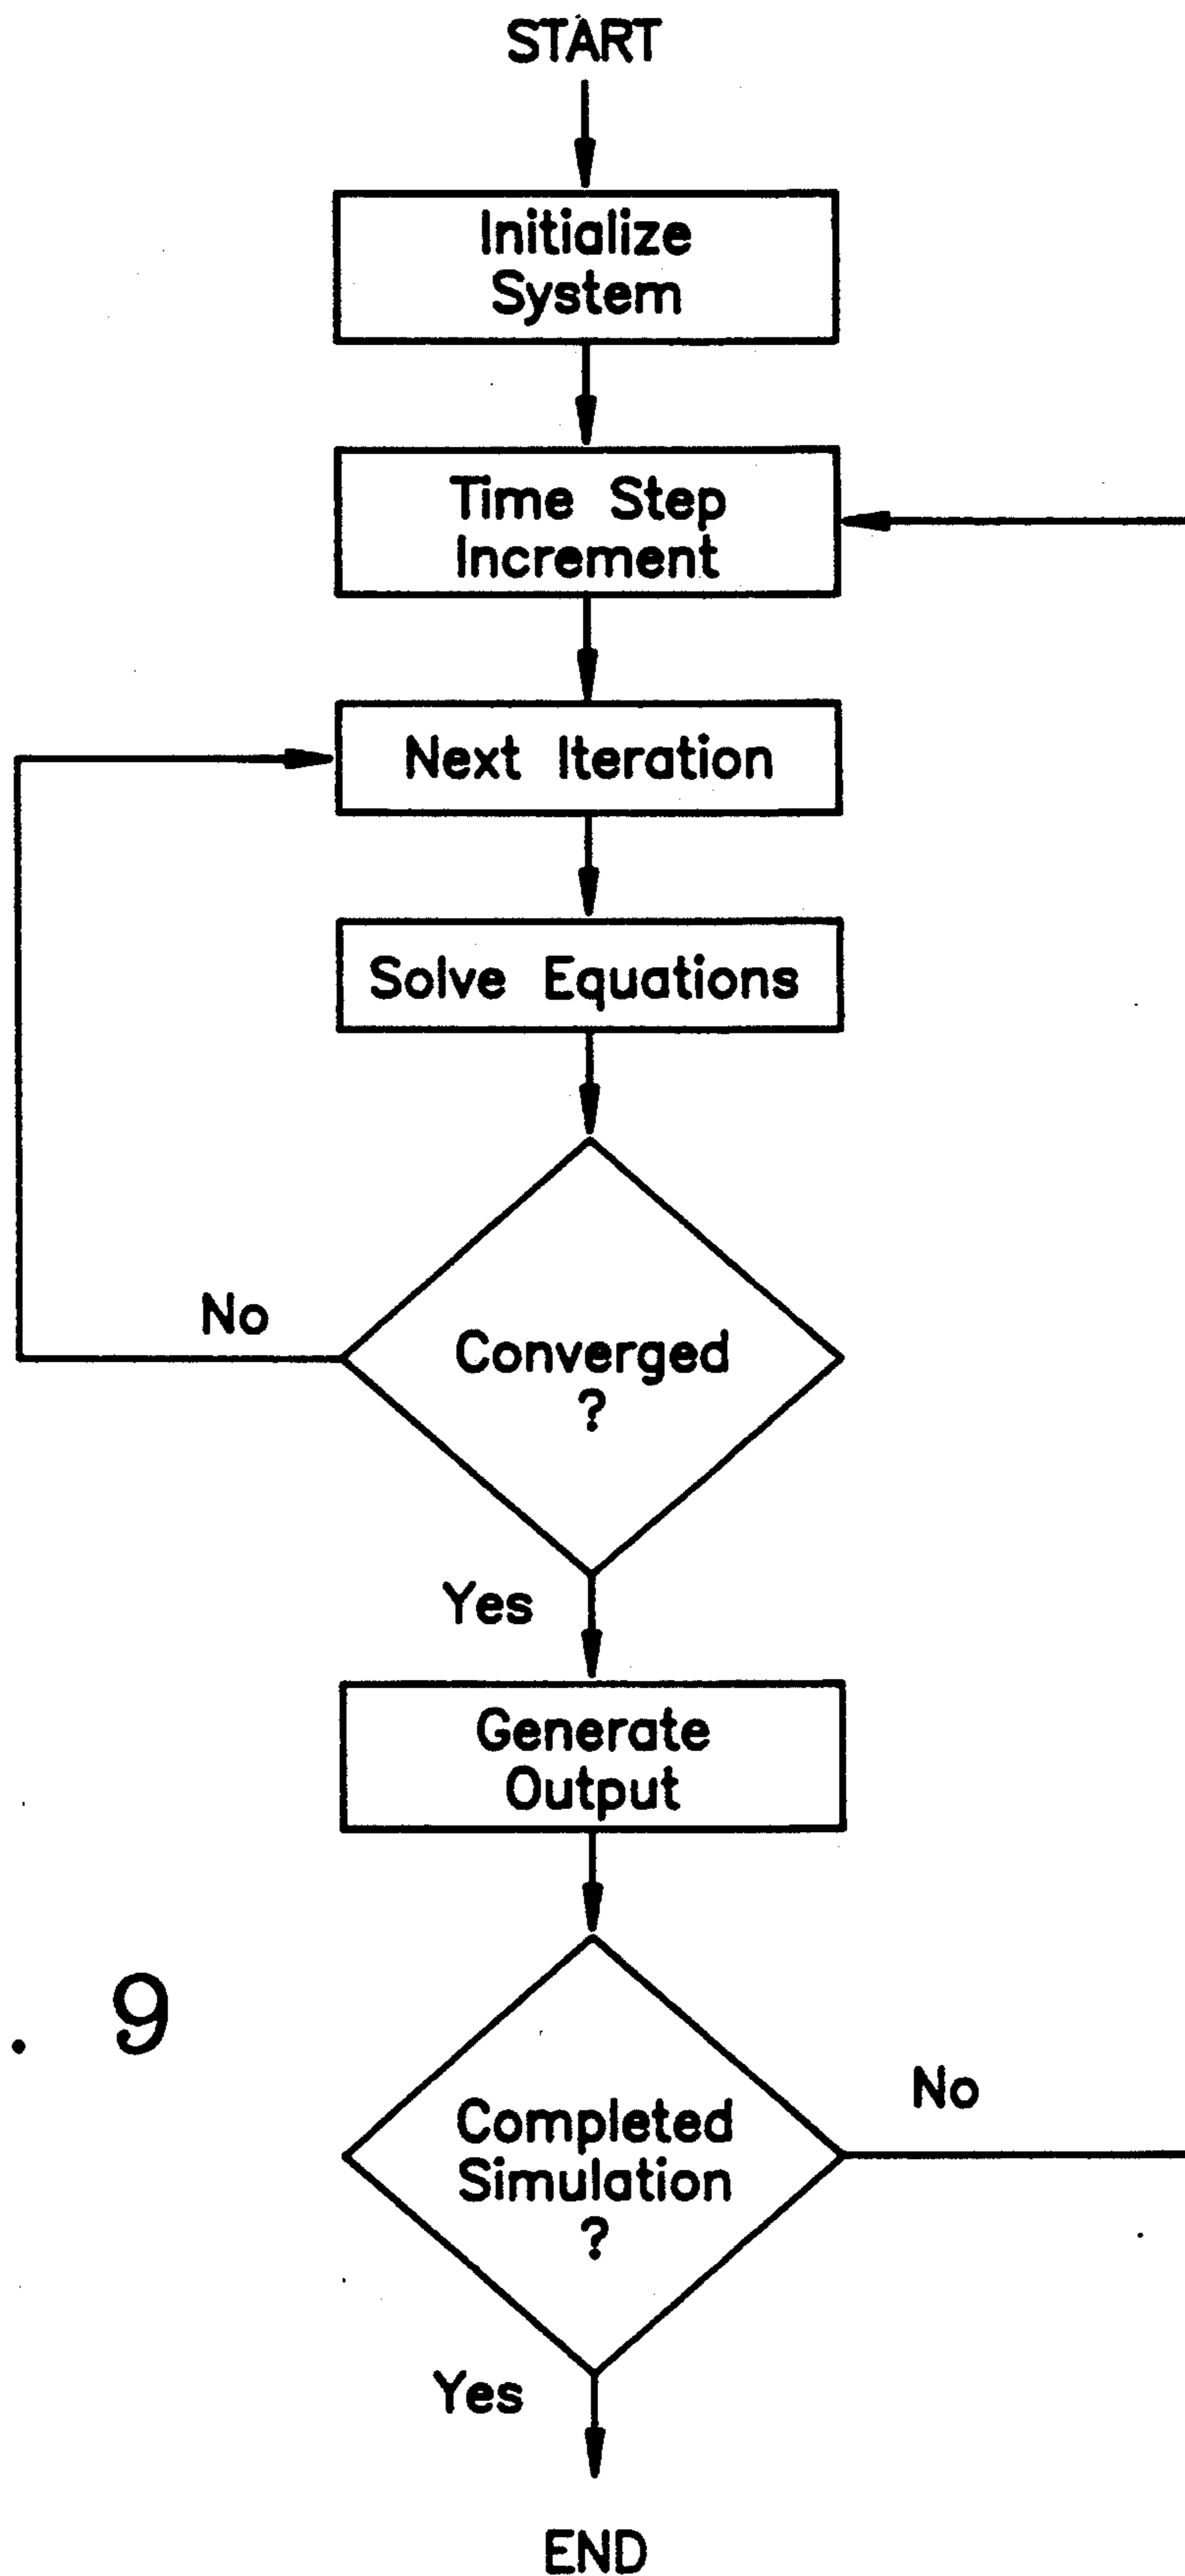 START
Initialize
System
Time Step
Increment
Next Iteration
Solve Equations
No
Converged
?
Yes
Generate
Output
. 9
No
Completed
Simulation
?
Yes
END